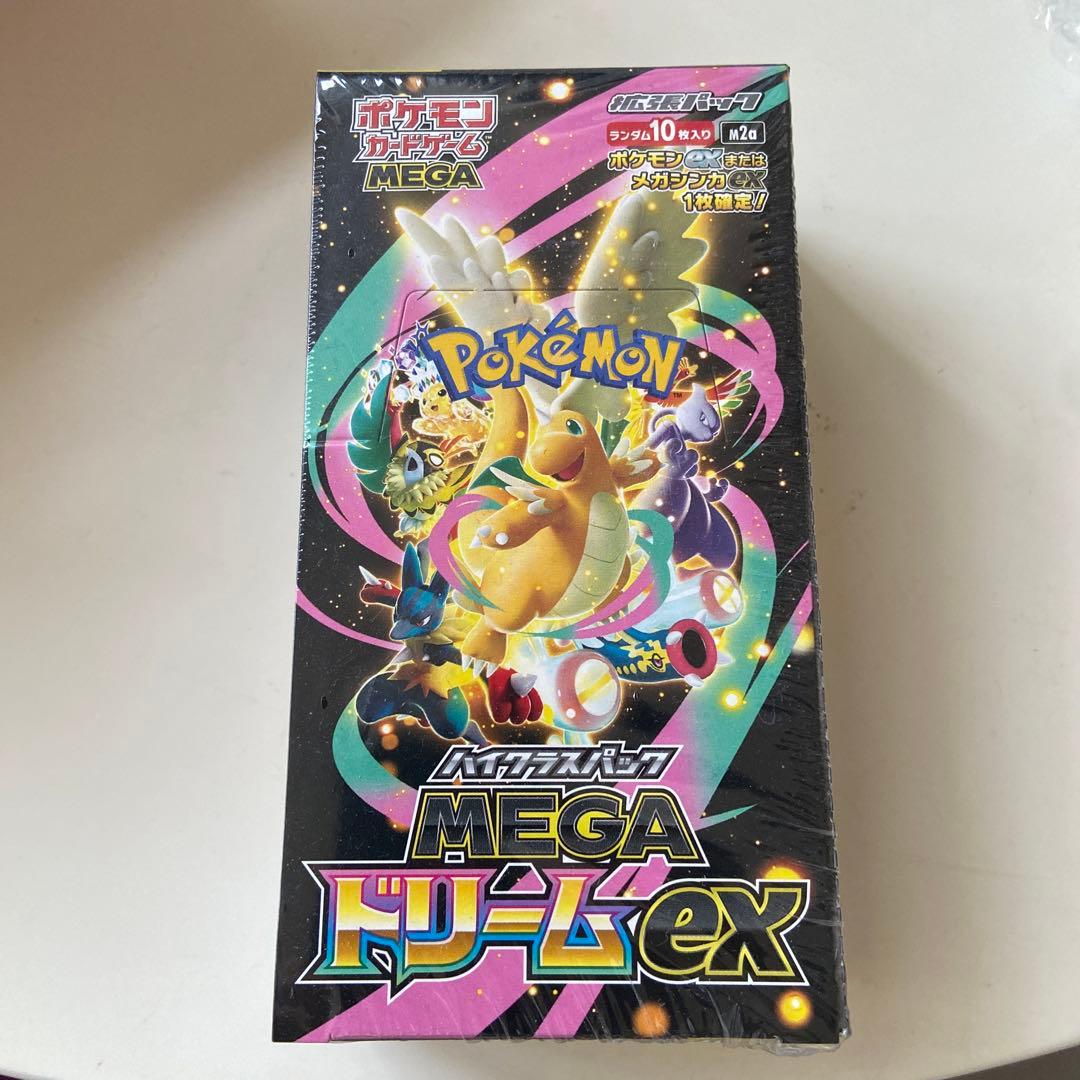 ポケモン
カードゲーム™
MEGA
拡張パック
ランダム10枚入り M2a
ポケモンexまたは
メガシンカex
1枚確定!
POKéMON™
ハイクラスパック
MEGA
ドリームex